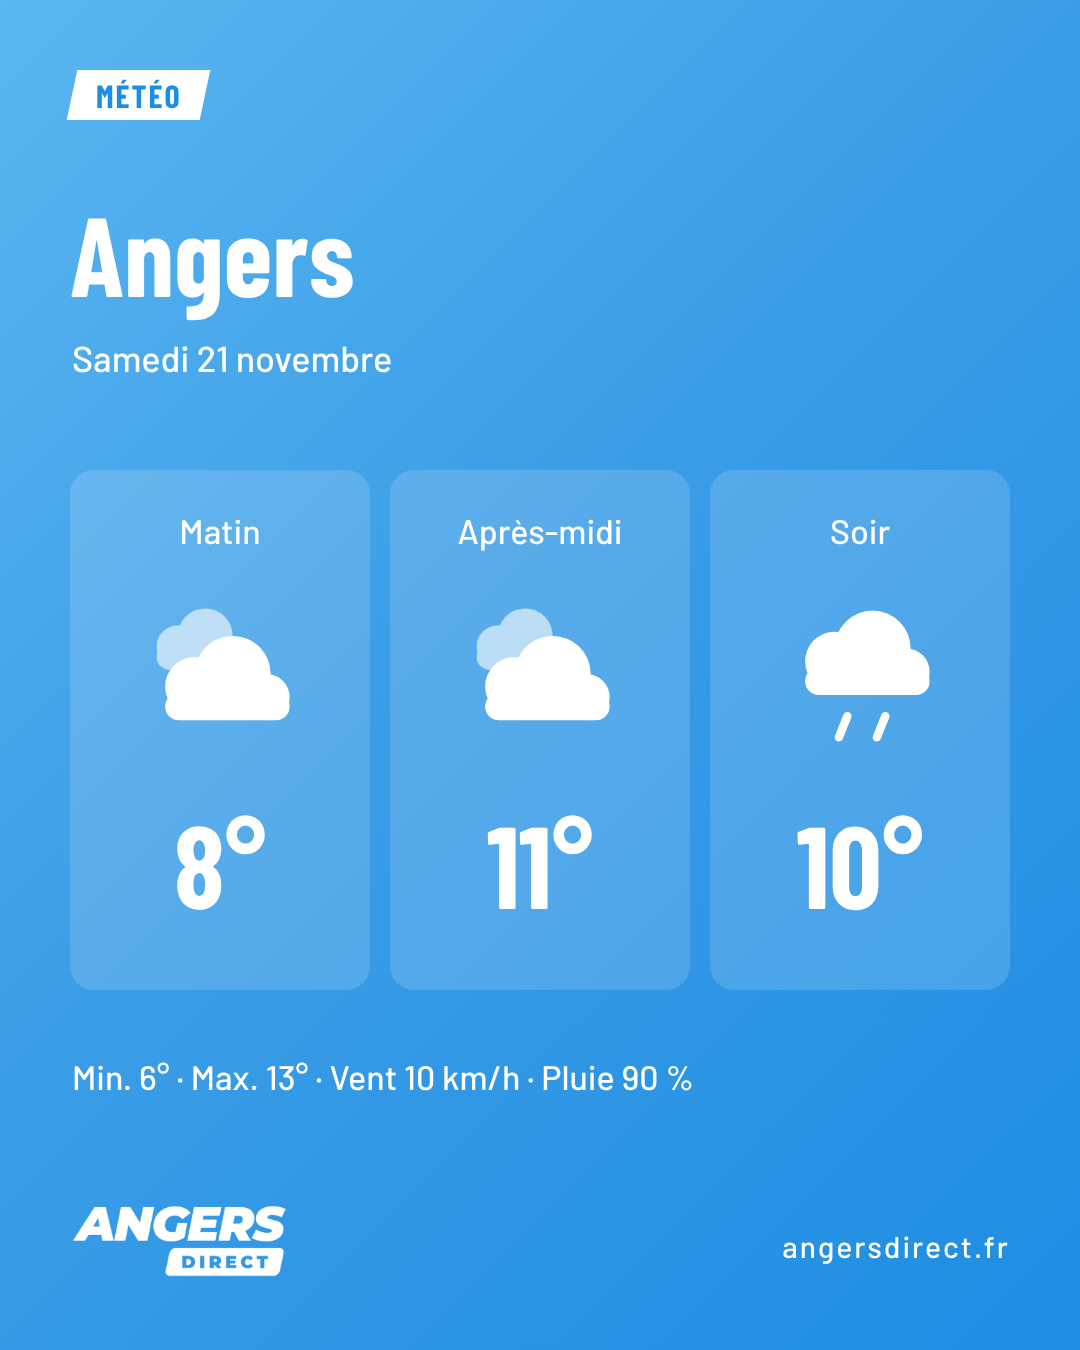 MÉTÉO
Angers
Samedi 21 novembre
Matin
Après-midi
Soir
8°
11°
10°
Min. 6° · Max. 13° · Vent 10 km/h · Pluie 90 %
ANGERS
DIRECT
angersdirect.fr